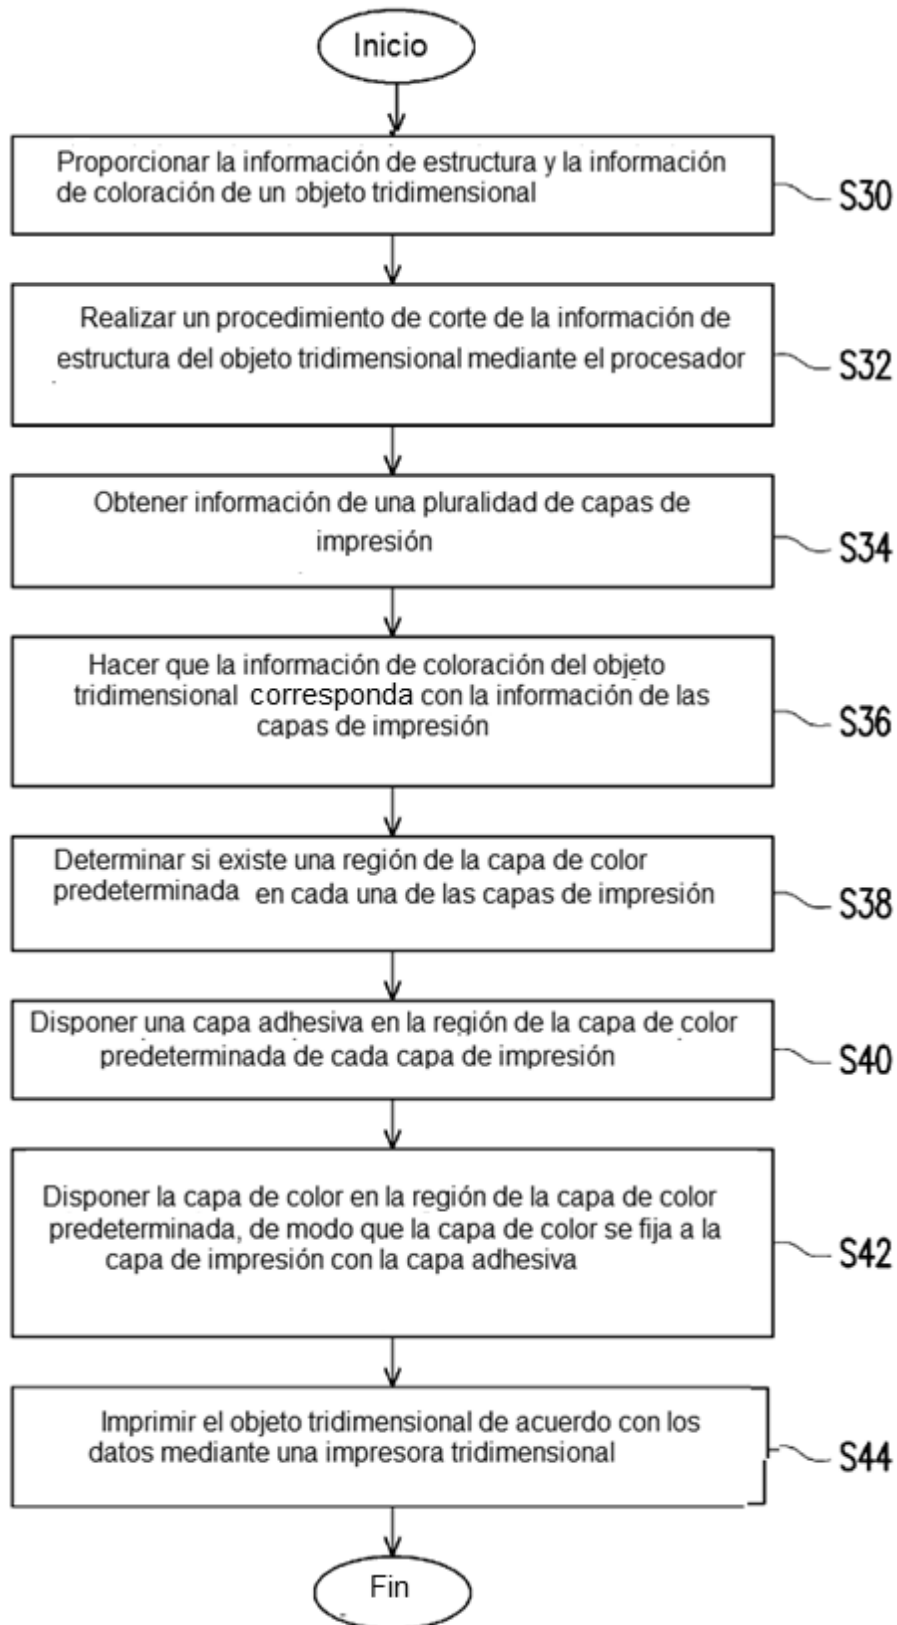 Inicio
Proporcionar la información de estructura y la información
de coloración de un objeto tridimensional
S30
Realizar un procedimiento de corte de la información de
estructura del objeto tridimensional mediante el procesador
S32
Obtener información de una pluralidad de capas de
impresión
S34
Hacer que la información de coloración del objeto
tridimensional corresponda con la información de las
capas de impresión
S36
Determinar si existe una región de la capa de color
predeterminada en cada una de las capas de impresión
S38
Disponer una capa adhesiva en la región de la capa de color
predeterminada de cada capa de impresión
S40
Disponer la capa de color en la región de la capa de color
predeterminada, de modo que la capa de color se fija a la
capa de impresión con la capa adhesiva
S42
Imprimir el objeto tridimensional de acuerdo con los
datos mediante una impresora tridimensional
S44
Fin